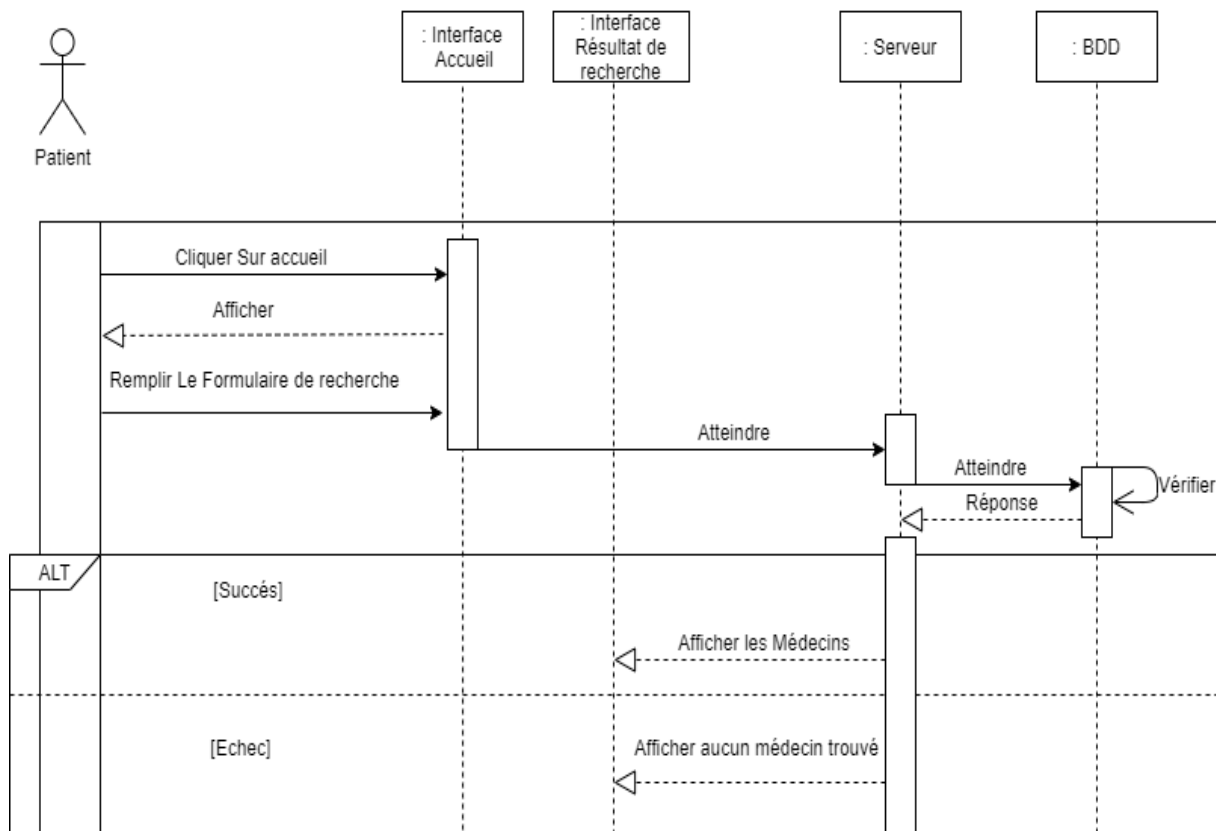 : Interface
Accueil
: Interface
Résultat de
recherche
: Serveur
: BDD
Patient
Cliquer Sur accueil
Afficher
Remplir Le Formulaire de recherche
Atteindre
Atteindre
Vérifier
Réponse
ALT
[Succés]
Afficher les Médecins
[Echec]
Afficher aucun médecin trouvé